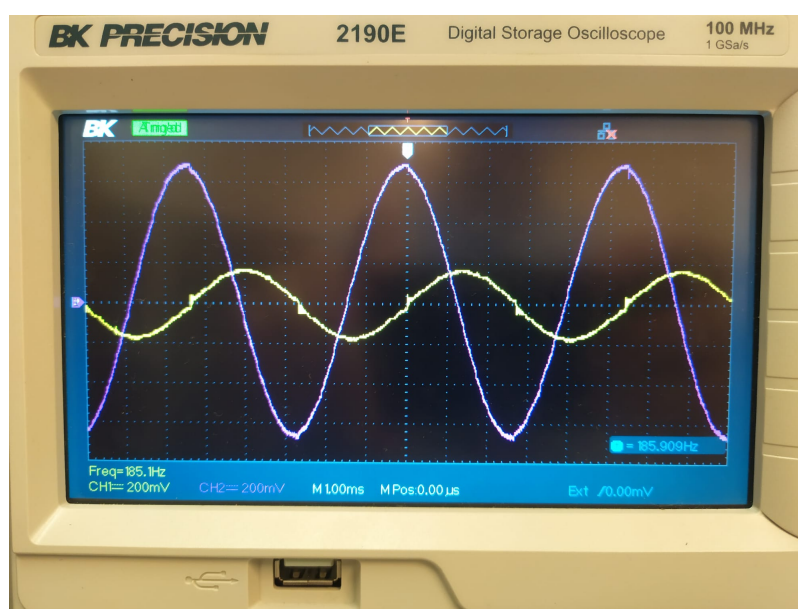 BK PRECISION 2190E Digital Storage Oscilloscope 100 MHz
1 GSa/s
BK
= 185.909Hz
Freq=185.1Hz
CH1 200mV CH2 200mV M 1.00ms M Pos:0.00µs Ext /0.00mV